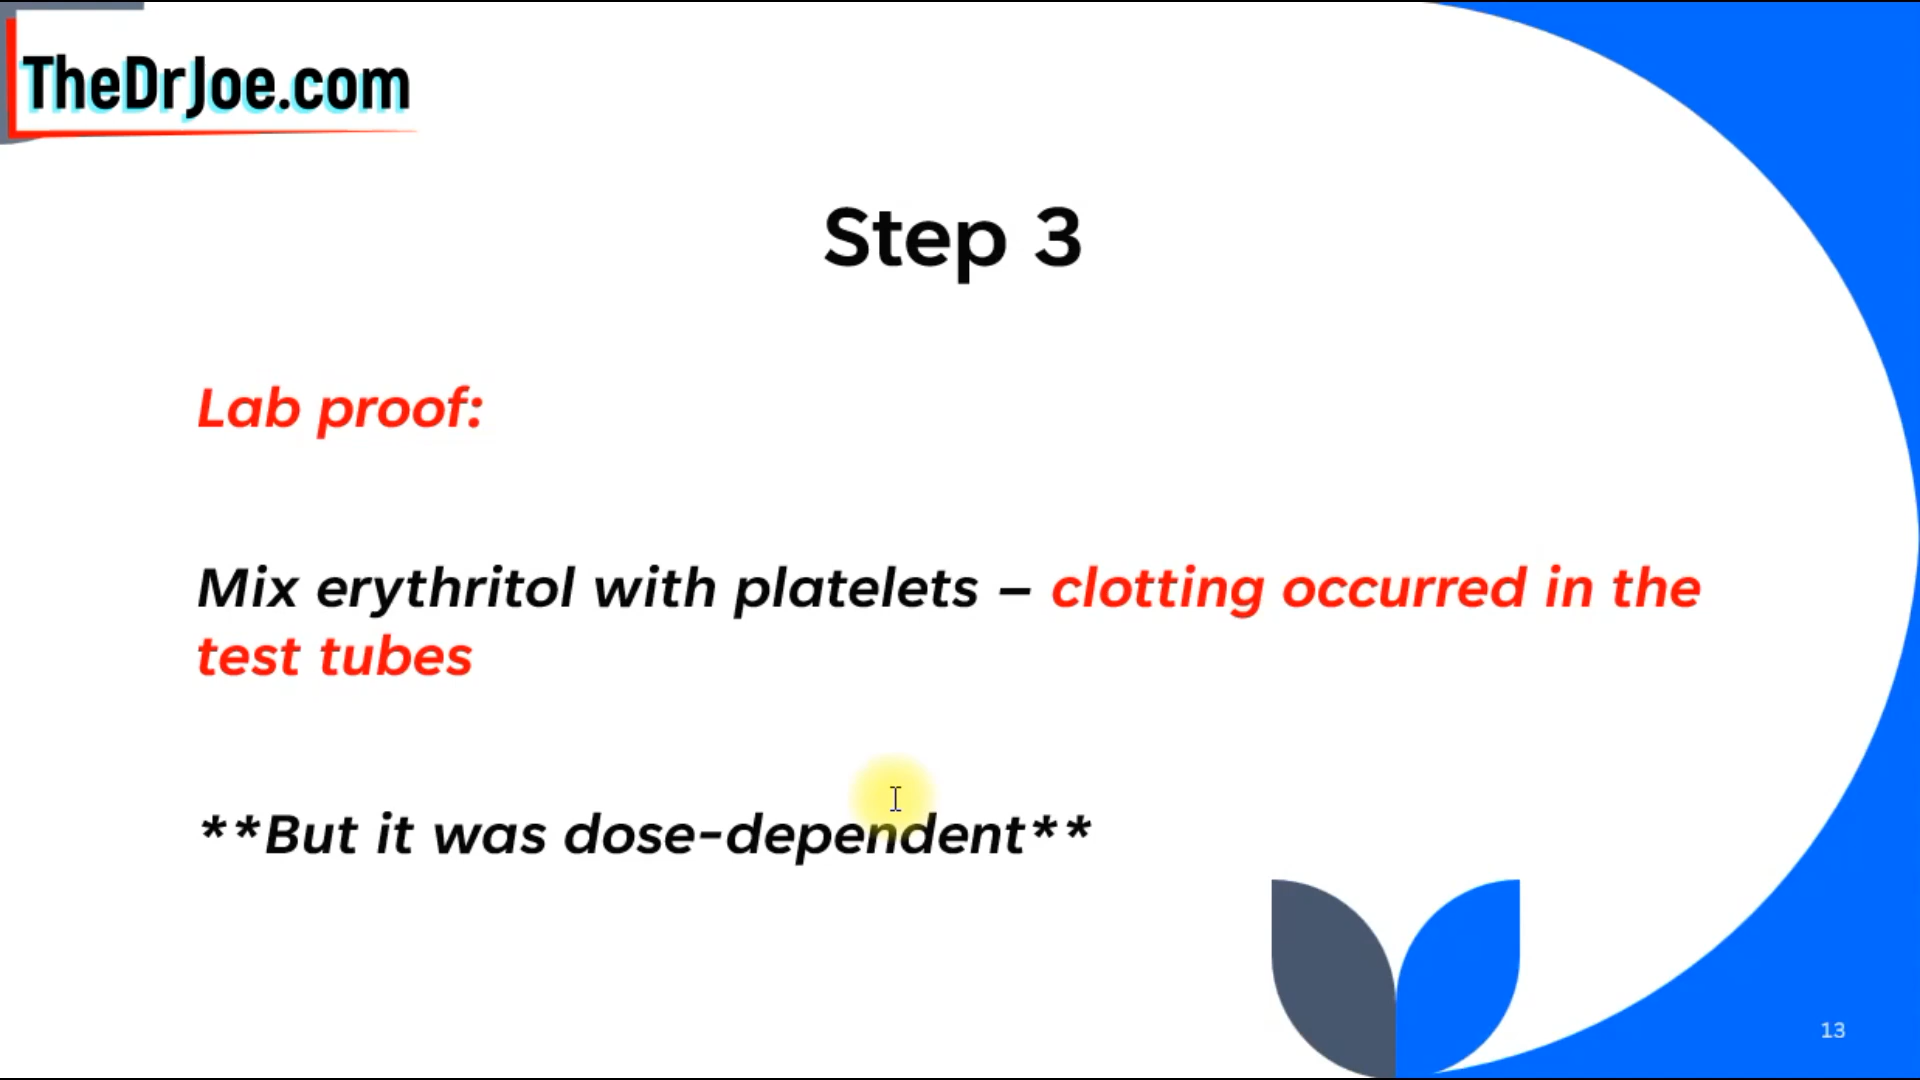 TheDrJoe.com
Step 3
Lab proof:
Mix erythritol with platelets – clotting occurred in the
test tubes
**But it was dose-dependent**
13